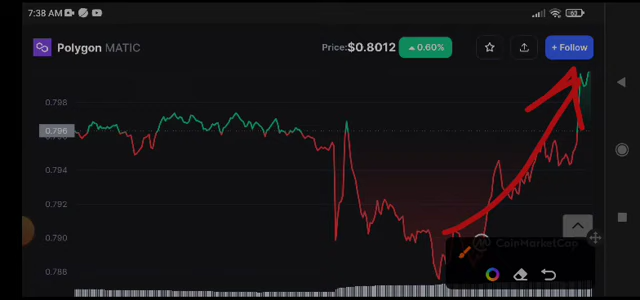 7:38 AM
63
Polygon MATIC
Price: $0.8012 ▲ 0.60%
+ Follow
0.798
0.796
0.794
0.792
0.790
0.788
CoinMarketCap